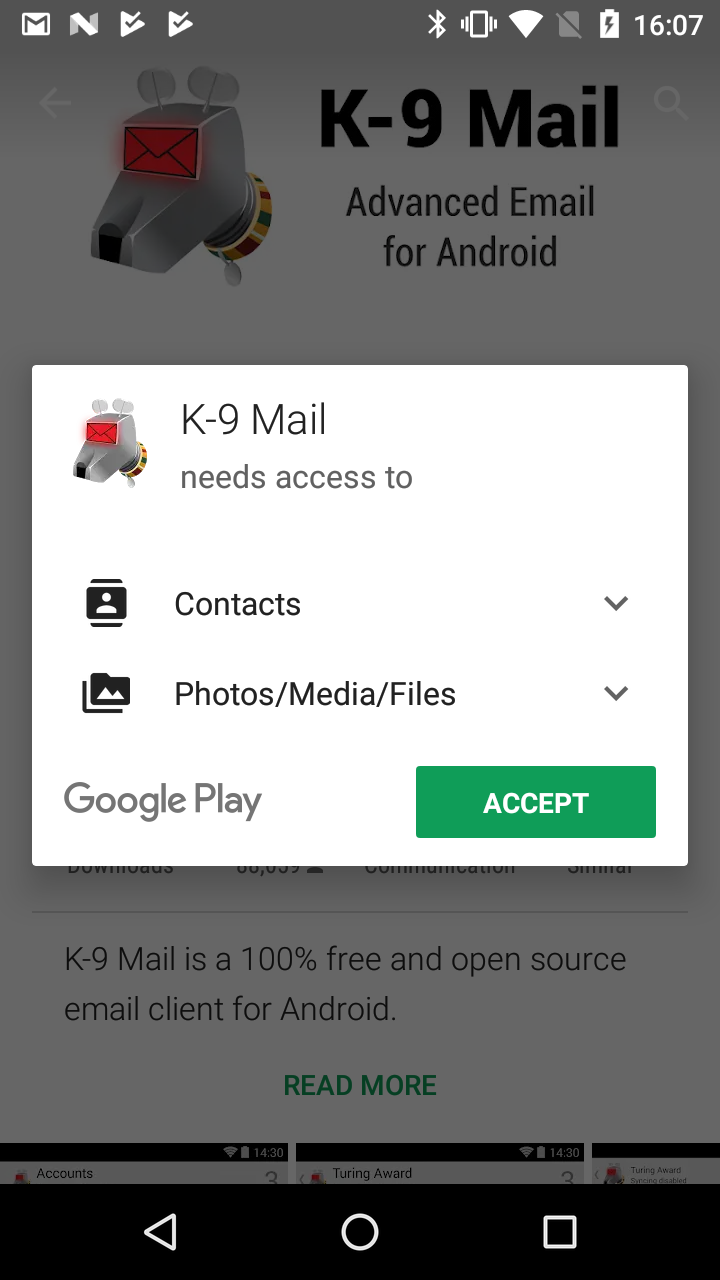 16:07
K-9 Mail
Advanced Email
for Android
K-9 Mail
needs access to
Contacts
Photos/Media/Files
Google Play
ACCEPT
Downloads Communication Similar
K-9 Mail is a 100% free and open source
email client for Android.
READ MORE
14:30 14:30
Accounts 3 Turing Award 3 Turing Award
Syncing disabled